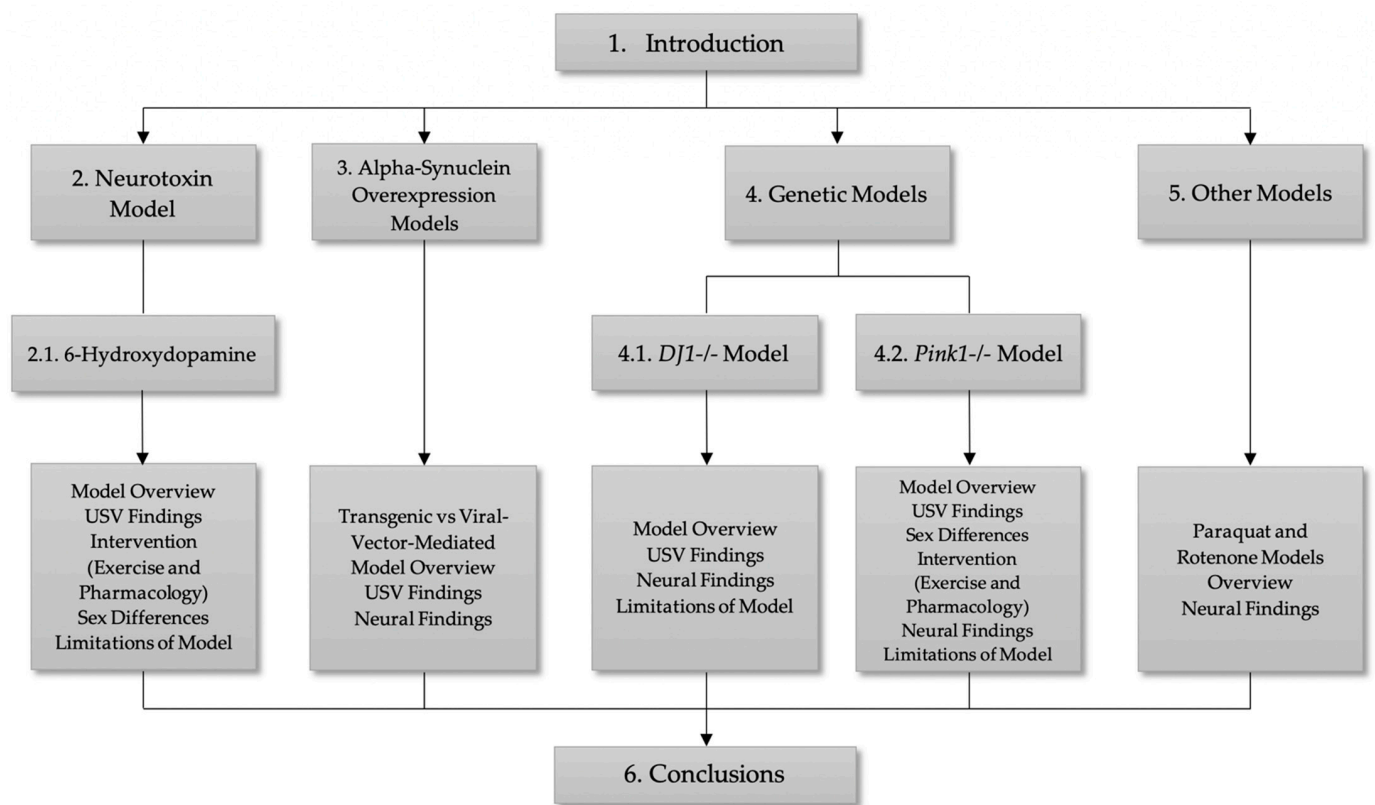 1. Introduction
2. Neurotoxin
Model
3. Alpha-Synuclein
Overexpression
Models
4. Genetic Models
5. Other Models
2.1. 6-Hydroxydopamine
4.1. DJ1-/- Model
4.2. Pink1-/- Model
Model Overview
USV Findings
Intervention
(Exercise and
Pharmacology)
Sex Differences
Limitations of Model
Transgenic vs Viral-
Vector-Mediated
Model Overview
USV Findings
Neural Findings
Model Overview
USV Findings
Neural Findings
Limitations of Model
Model Overview
USV Findings
Sex Differences
Intervention
(Exercise and
Pharmacology)
Neural Findings
Limitations of Model
Paraquat and
Rotenone Models
Overview
Neural Findings
6. Conclusions